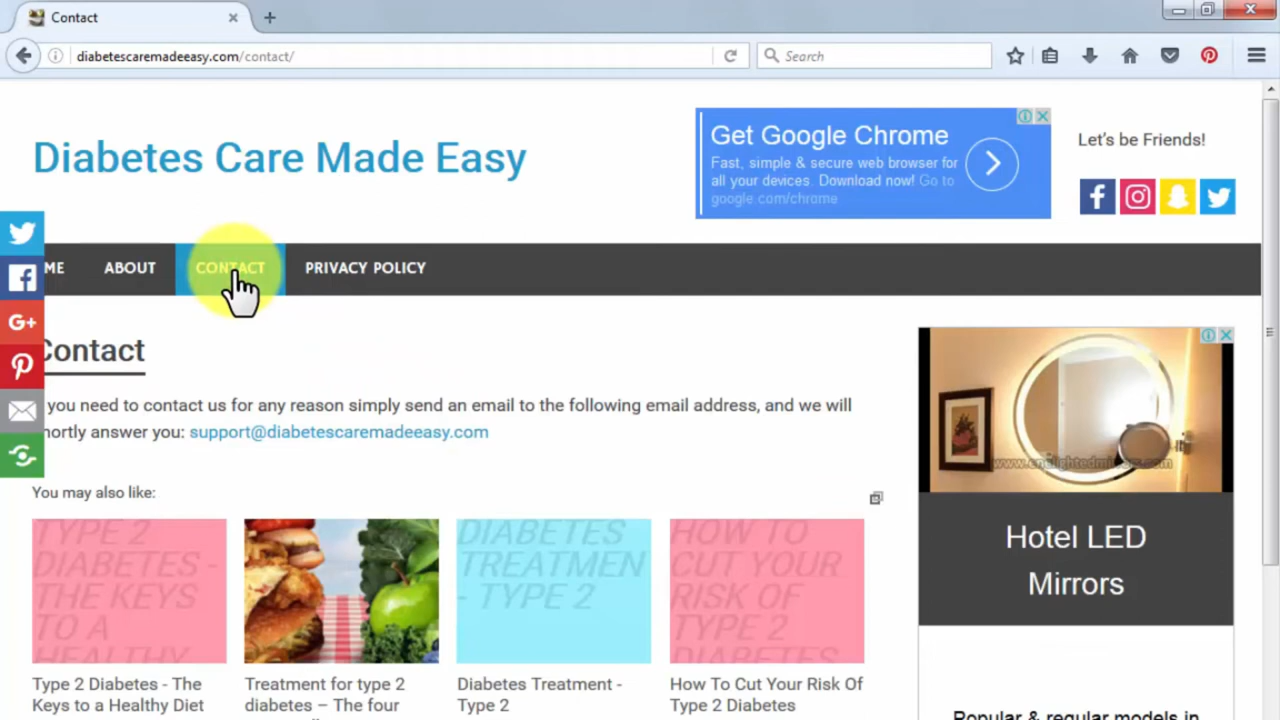 Contact
diabetescaremadeeasy.com/contact/
Search
Diabetes Care Made Easy
Get Google Chrome
Fast, simple & secure web browser for
all your devices. Download now! Go to
google.com/chrome
Let's be Friends!
ME
ABOUT
CONTACT
PRIVACY POLICY
G+
Contact
you need to contact us for any reason simply send an email to the following email address, and we will
hortly answer you: support@diabetescaremadeeasy.com
You may also like:
TYPE 2
DIABETES -
THE KEYS
TO A
HEALTHY
DIABETES
TREATMEN
- TYPE 2
HOW TO
CUT YOUR
RISK OF
TYPE 2
DIABETES
Type 2 Diabetes - The
Keys to a Healthy Diet
Treatment for type 2
diabetes – The four
Diabetes Treatment -
Type 2
How To Cut Your Risk Of
Type 2 Diabetes
Hotel LED
Mirrors
Popular & regular models in